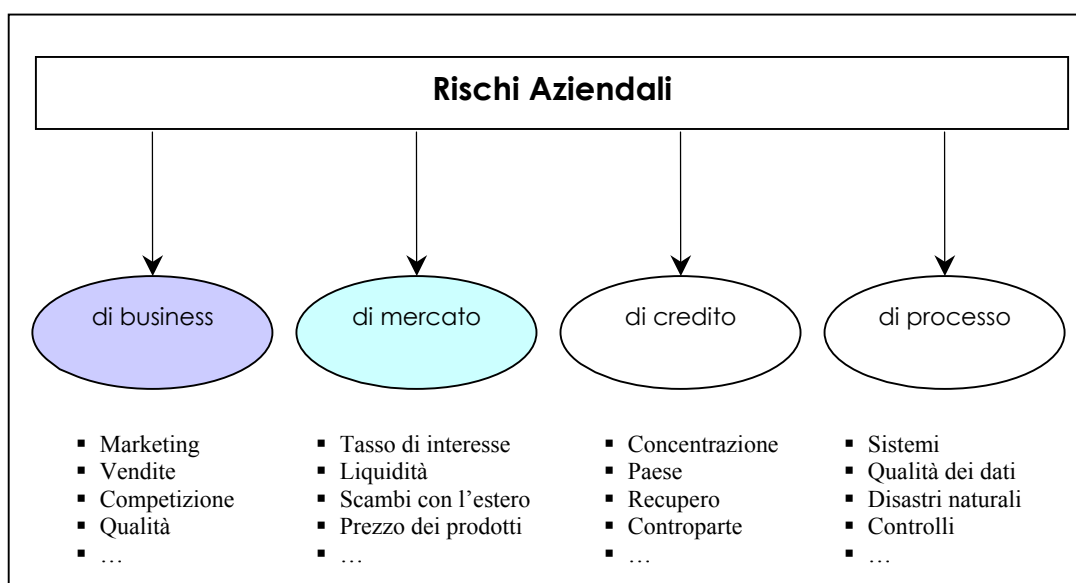 Rischi Aziendali
di business
di mercato
di credito
di processo
▪ Marketing
▪ Vendite
▪ Competizione
▪ Qualità
▪ …
▪ Tasso di interesse
▪ Liquidità
▪ Scambi con l’estero
▪ Prezzo dei prodotti
▪ …
▪ Concentrazione
▪ Paese
▪ Recupero
▪ Controparte
▪ …
▪ Sistemi
▪ Qualità dei dati
▪ Disastri naturali
▪ Controlli
▪ …